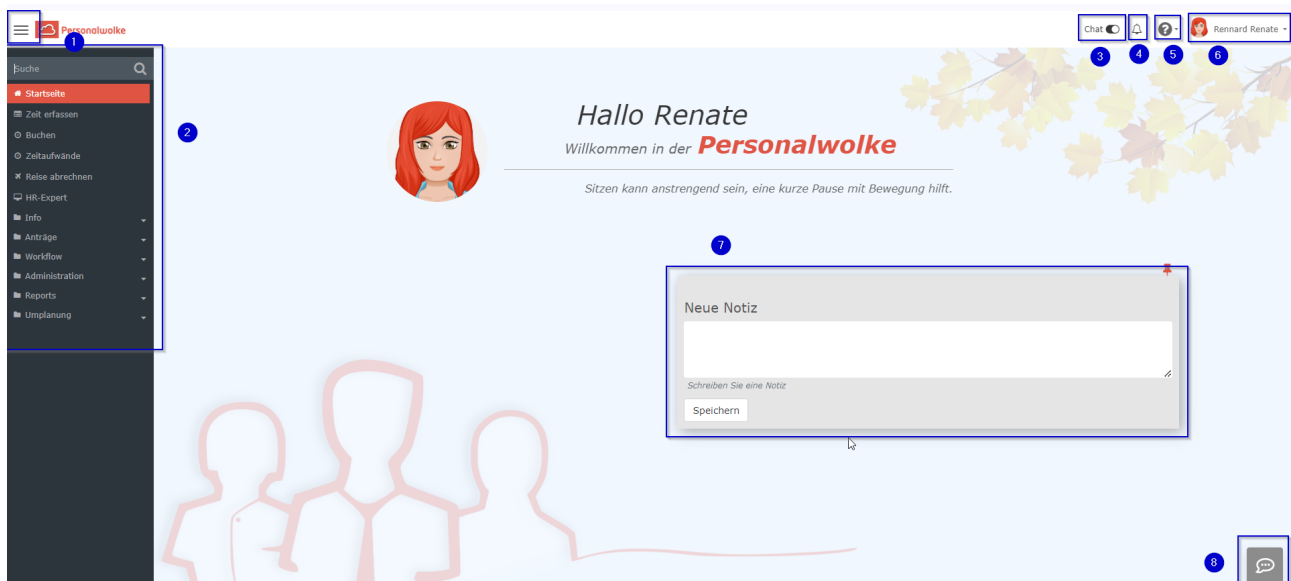 Personalwolke
1
Chat
Rennard Renate
3
4
5
6
Suche
Startseite
Zeit erfassen
Buchen
Zeitaufwände
Reise abrechnen
HR-Expert
Info
Anträge
Workflow
Administration
Reports
Umplanung
2
Hallo Renate
Willkommen in der Personalwolke
Sitzen kann anstrengend sein, eine kurze Pause mit Bewegung hilft.
7
Neue Notiz
Schreiben Sie eine Notiz
Speichern
8